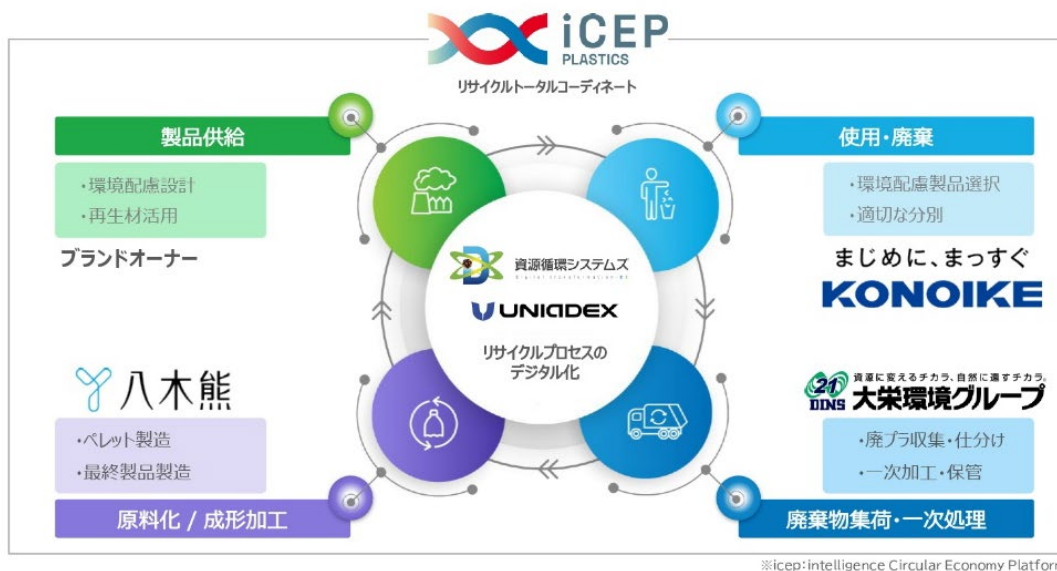 iCEP
PLASTICS
リサイクルトータルコーディネート
製品供給
・環境配慮設計
・再生材活用
ブランドオーナー
使用・廃棄
・環境配慮製品選択
・適切な分別
まじめに、まっすぐ
KONOIKE
資源循環システムズ
UNIADEX
リサイクルプロセスの
デジタル化
八木熊
・ペレット製造
・最終製品製造
原料化 / 成形加工
21
DINS
資源に変えるチカラ、自然に還すチカラ。
大栄環境グループ
・廃プラ収集・仕分け
・一次加工・保管
廃棄物集荷・一次処理
※icep:intelligence Circular Economy Platfor